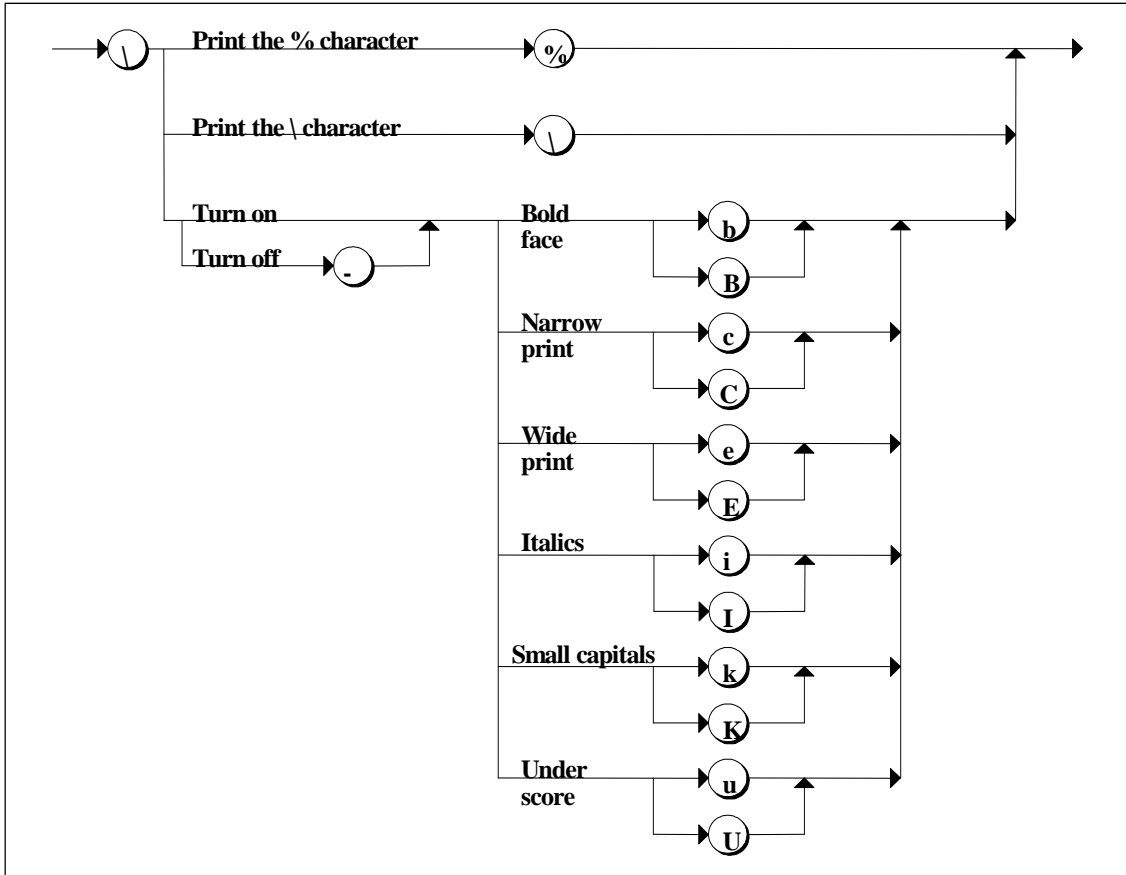 \ Print the % character %
Print the \ character \
Turn on Bold b
face
Turn off - B
Narrow c
print
C
Wide e
print
E
Italics i
I
Small capitals k
K
Under u
score
U